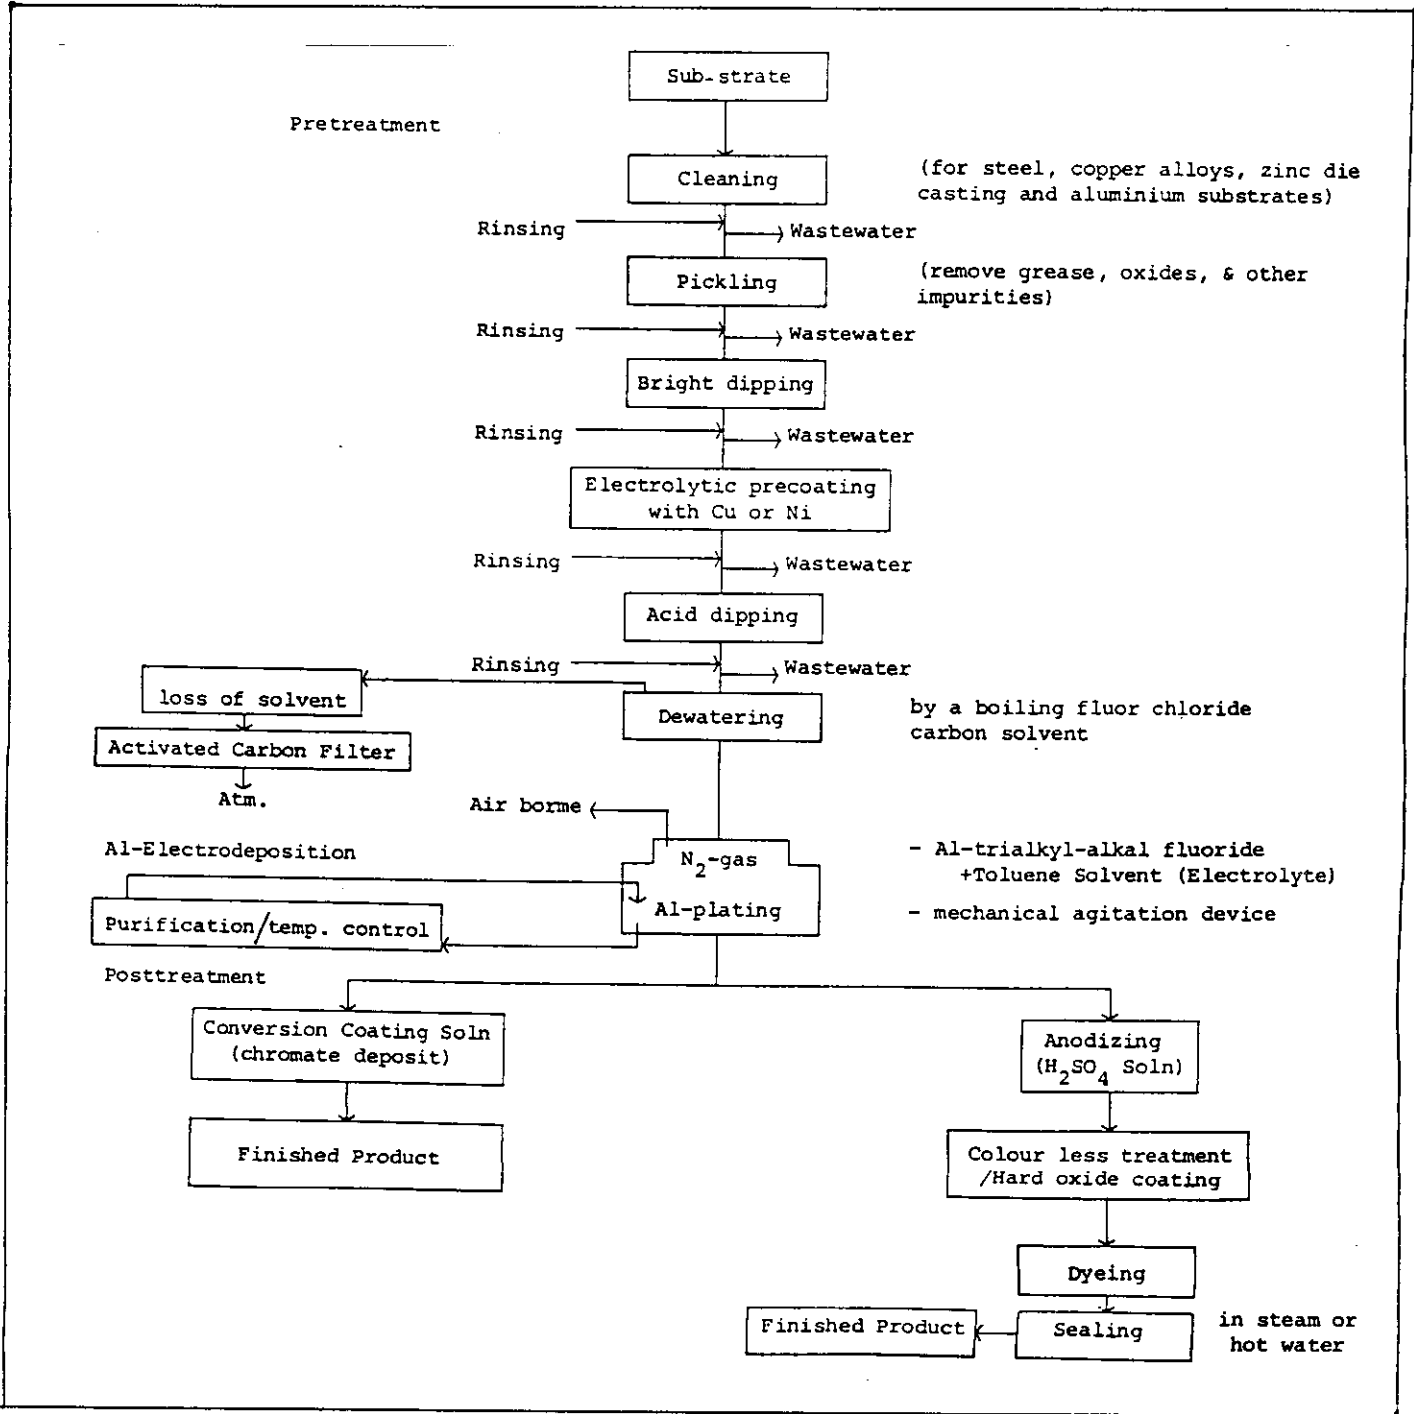 Sub-strate
Pretreatment
Cleaning
(for steel, copper alloys, zinc die
casting and aluminium substrates)
Rinsing
Wastewater
Pickling
(remove grease, oxides, & other
impurities)
Rinsing
Wastewater
Bright dipping
Rinsing
Wastewater
Electrolytic precoating
with Cu or Ni
Rinsing
Wastewater
Acid dipping
Rinsing
Wastewater
loss of solvent
Dewatering
by a boiling fluor chloride
carbon solvent
Activated Carbon Filter
Atm.
Air borme
Al-Electrodeposition
N2-gas
- Al-trialkyl-alkal fluoride
+Toluene Solvent (Electrolyte)
Al-plating
- mechanical agitation device
Purification/temp. control
Posttreatment
Conversion Coating Soln
(chromate deposit)
Anodizing
(H2SO4 Soln)
Finished Product
Colour less treatment
/Hard oxide coating
Dyeing
Finished Product
Sealing
in steam or
hot water